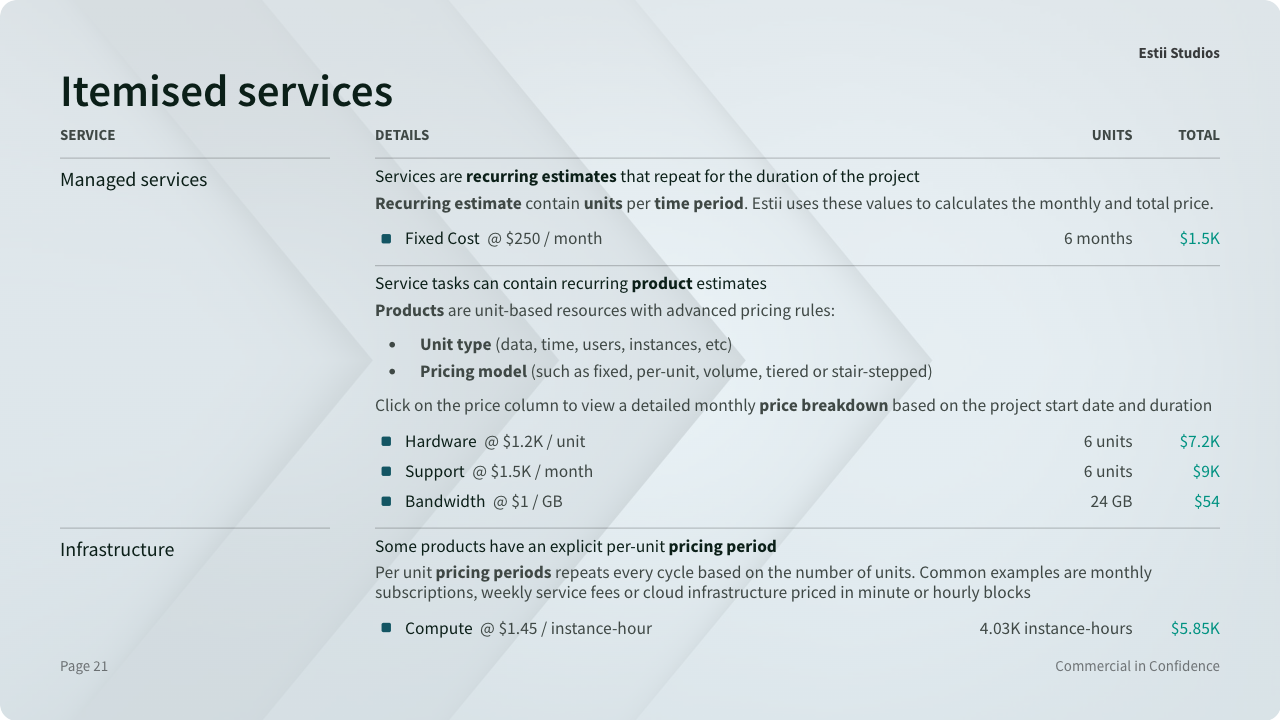 Estii Studios
Itemised services
SERVICE DETAILS UNITS TOTAL
Managed services
Services are recurring estimates that repeat for the duration of the project
Recurring estimate contain units per time period. Estii uses these values to calculates the monthly and total price.
Fixed Cost @ $250 / month 6 months $1.5K
Service tasks can contain recurring product estimates
Products are unit-based resources with advanced pricing rules:
• Unit type (data, time, users, instances, etc)
• Pricing model (such as fixed, per-unit, volume, tiered or stair-stepped)
Click on the price column to view a detailed monthly price breakdown based on the project start date and duration
Hardware @ $1.2K / unit 6 units $7.2K
Support @ $1.5K / month 6 units $9K
Bandwidth @ $1 / GB 24 GB $54
Infrastructure
Some products have an explicit per-unit pricing period
Per unit pricing periods repeats every cycle based on the number of units. Common examples are monthly
subscriptions, weekly service fees or cloud infrastructure priced in minute or hourly blocks
Compute @ $1.45 / instance-hour 4.03K instance-hours $5.85K
Page 21 Commercial in Confidence